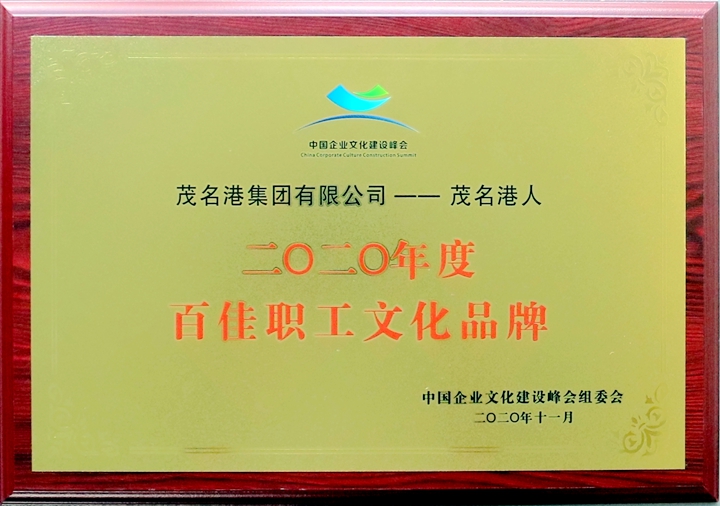 中国企业文化建设峰会
China Corporate Culture Construction Summit
茂名港集团有限公司 —— 茂名港人
二〇二〇年度
百佳职工文化品牌
中国企业文化建设峰会组委会
二〇二〇年十一月